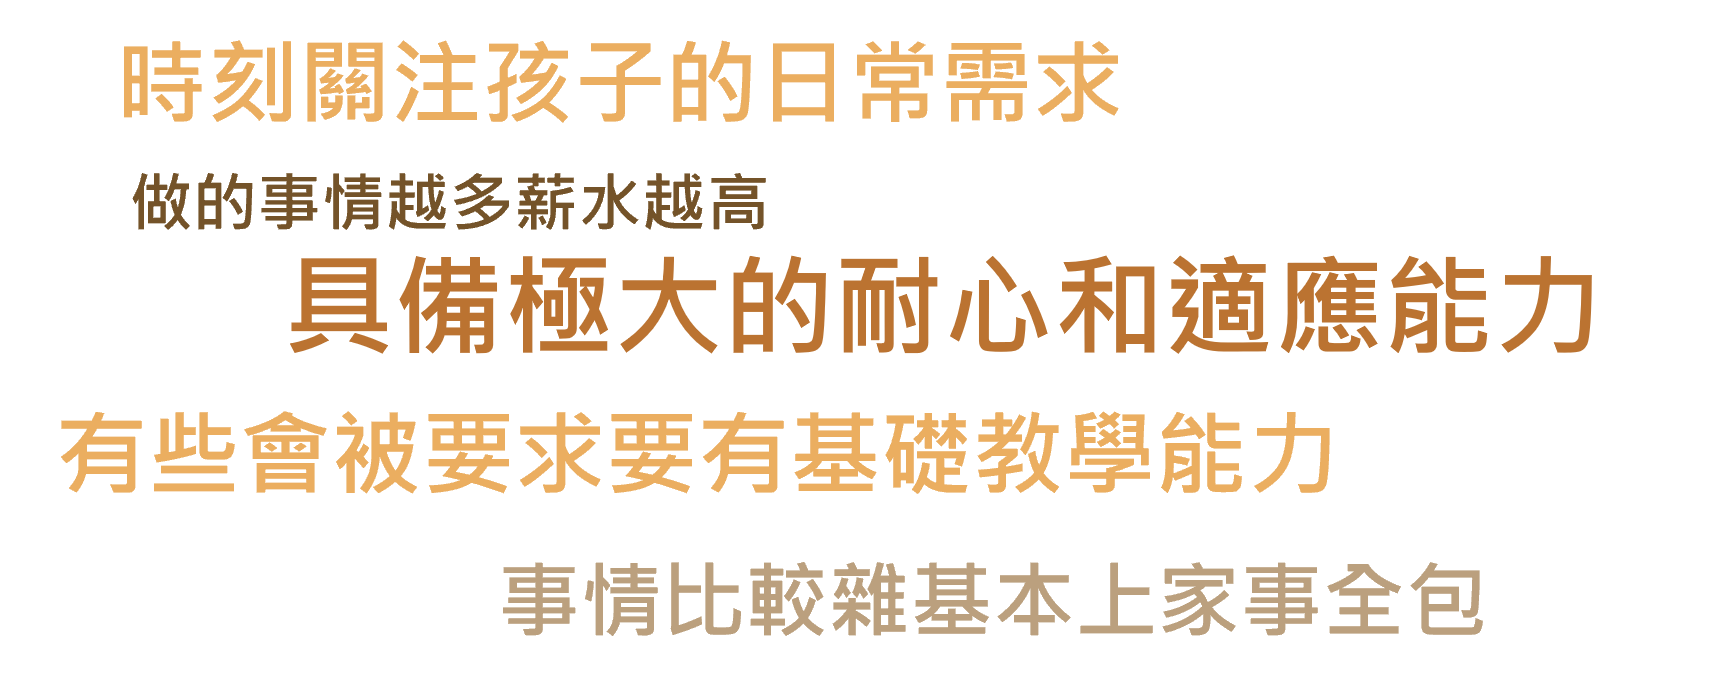 時刻關注孩子的日常需求
做的事情越多薪水越高
具備極大的耐心和適應能力
有些會被要求要有基礎教學能力
事情比較雜基本上家事全包